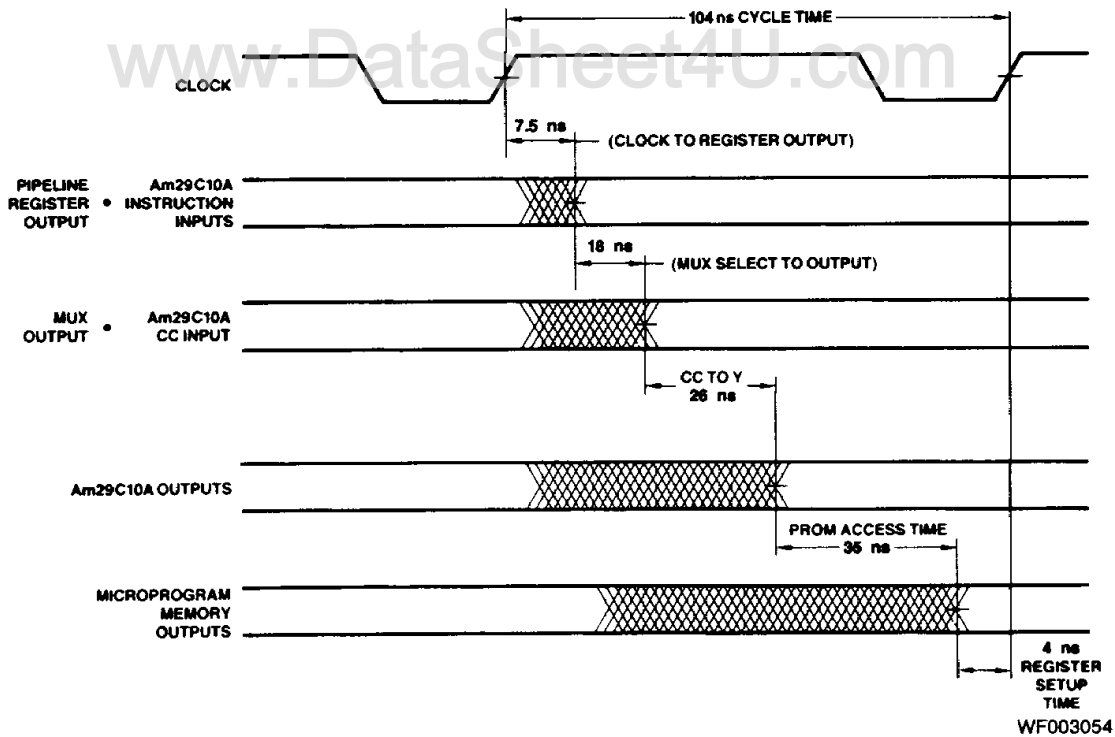 104 ns CYCLE TIME
www.DataSheet4U.com
CLOCK
7.5 ns
(CLOCK TO REGISTER OUTPUT)
PIPELINE
REGISTER
OUTPUT
•
Am29C10A
INSTRUCTION
INPUTS
18 ns
(MUX SELECT TO OUTPUT)
MUX
OUTPUT
•
Am29C10A
CC INPUT
CC TO Y
26 ns
Am29C10A OUTPUTS
PROM ACCESS TIME
35 ns
MICROPROGRAM
MEMORY
OUTPUTS
4 ns
REGISTER
SETUP
TIME
WF003054